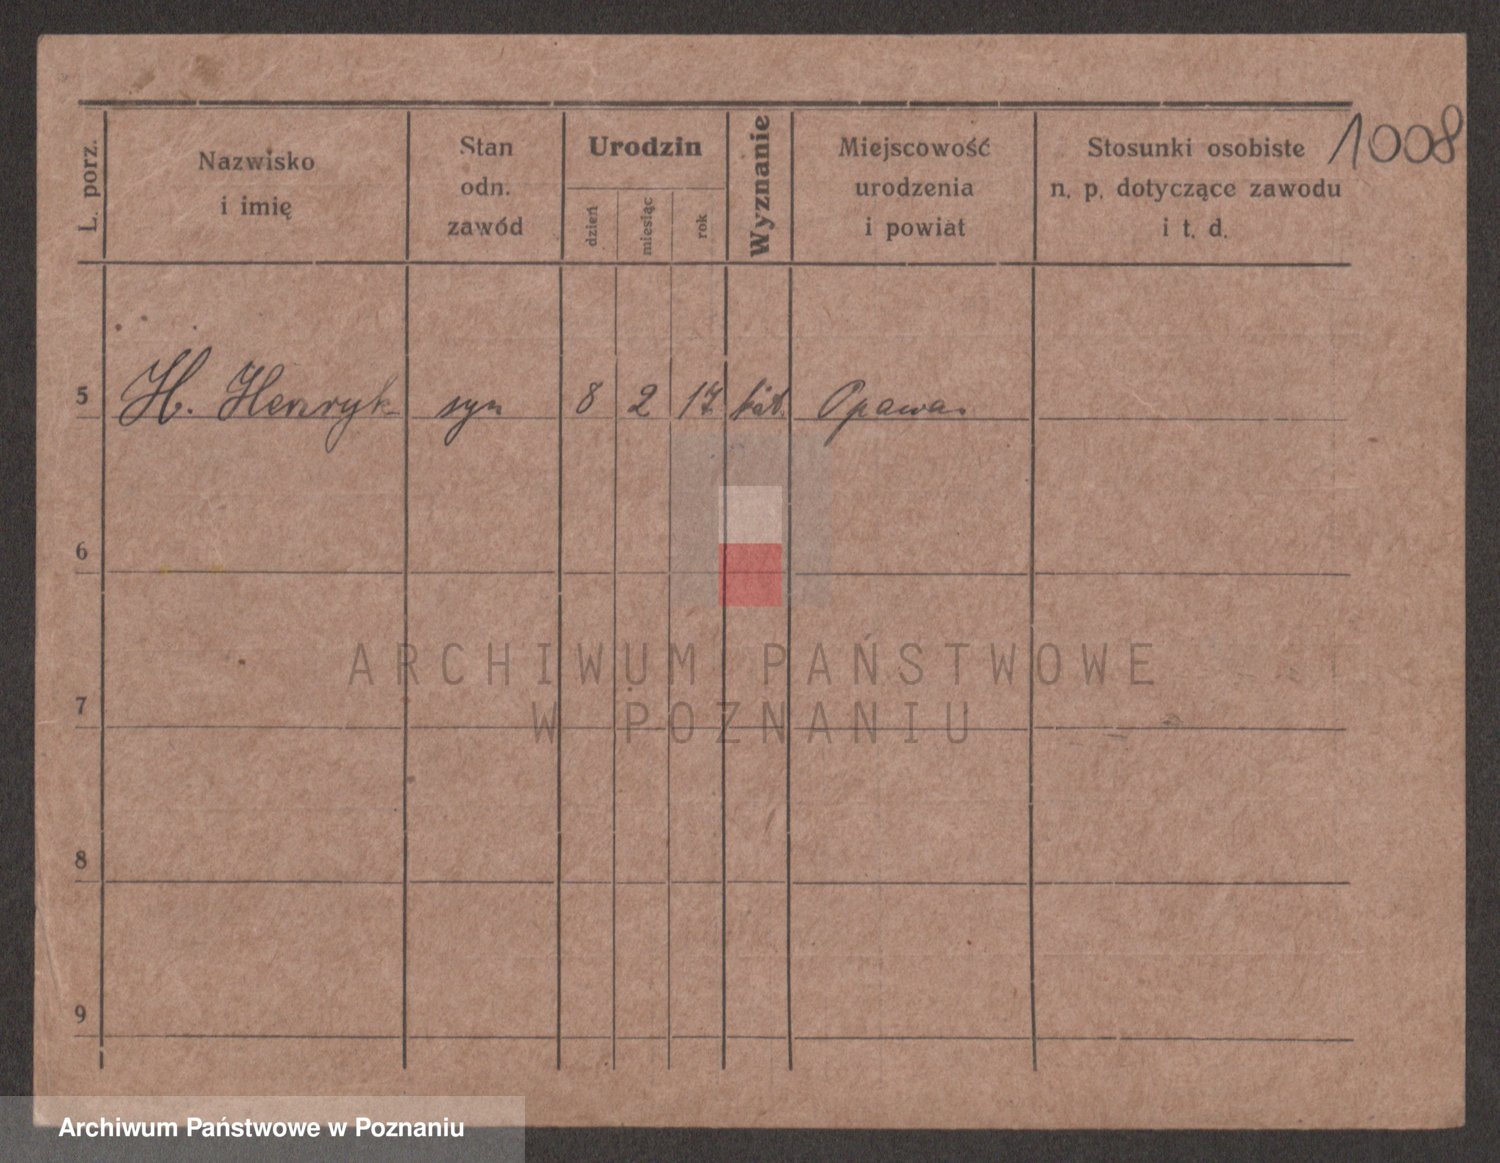 1008
L. porz.
Nazwisko
i imię
Stan
odn.
zawód
Urodzin
dzień
miesiąc
rok
Wyznanie
Miejscowość
urodzenia
i powiat
Stosunki osobiste
n. p. dotyczące zawodu
i t. d.
5 H. Henryk syn 8 2 17. kat. Opawa
6
7
8
9
ARCHIWUM PAŃSTWOWE
W POZNANIU
Archiwum Państwowe w Poznaniu